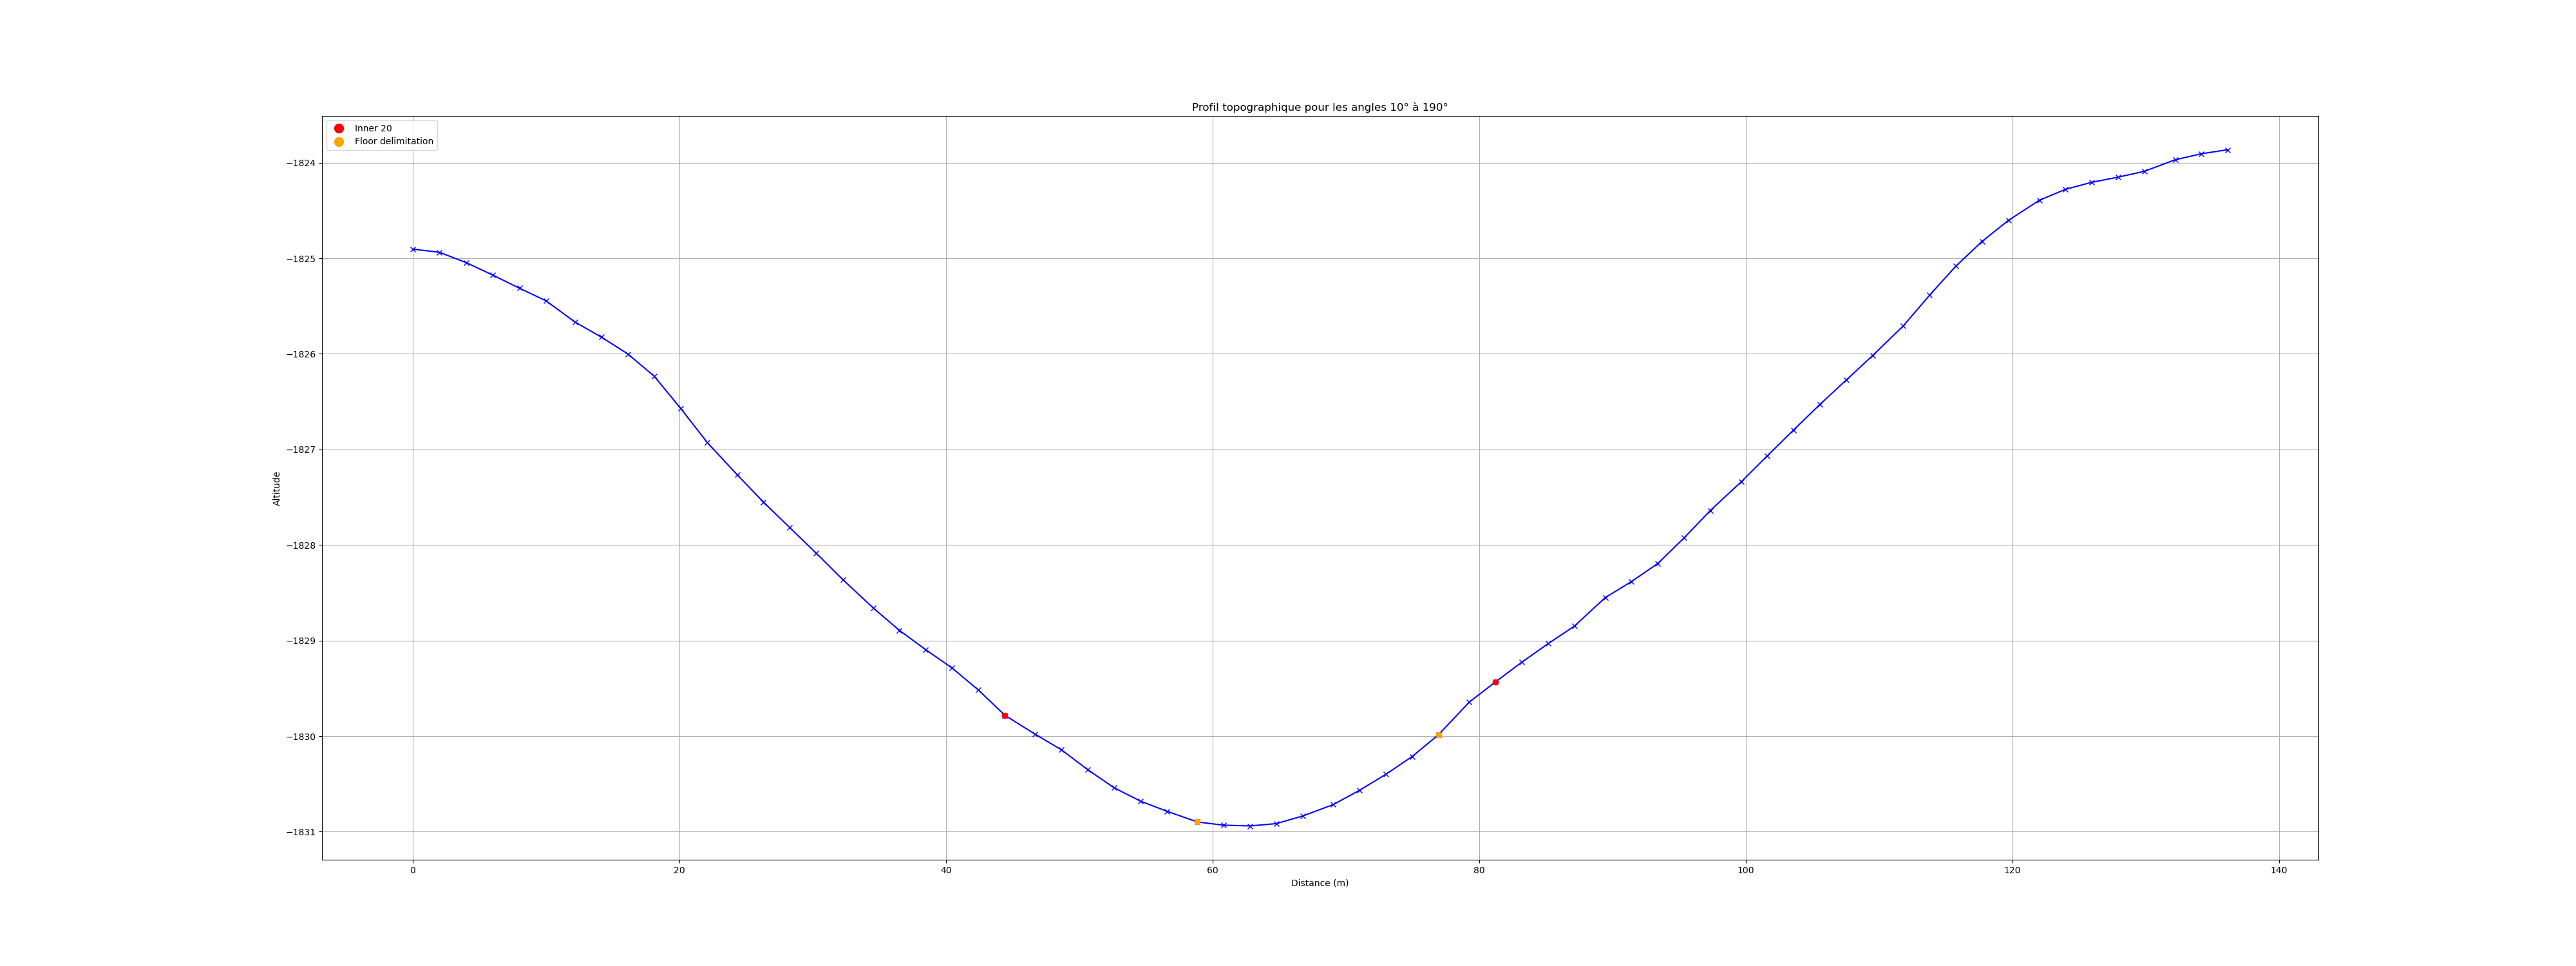 Profil topographique pour les angles 10° à 190°
Inner 20
Floor delimitation
−1824
−1825
−1826
−1827
−1828
−1829
−1830
−1831
Altitude
0 20 40 60 80 100 120 140
Distance (m)